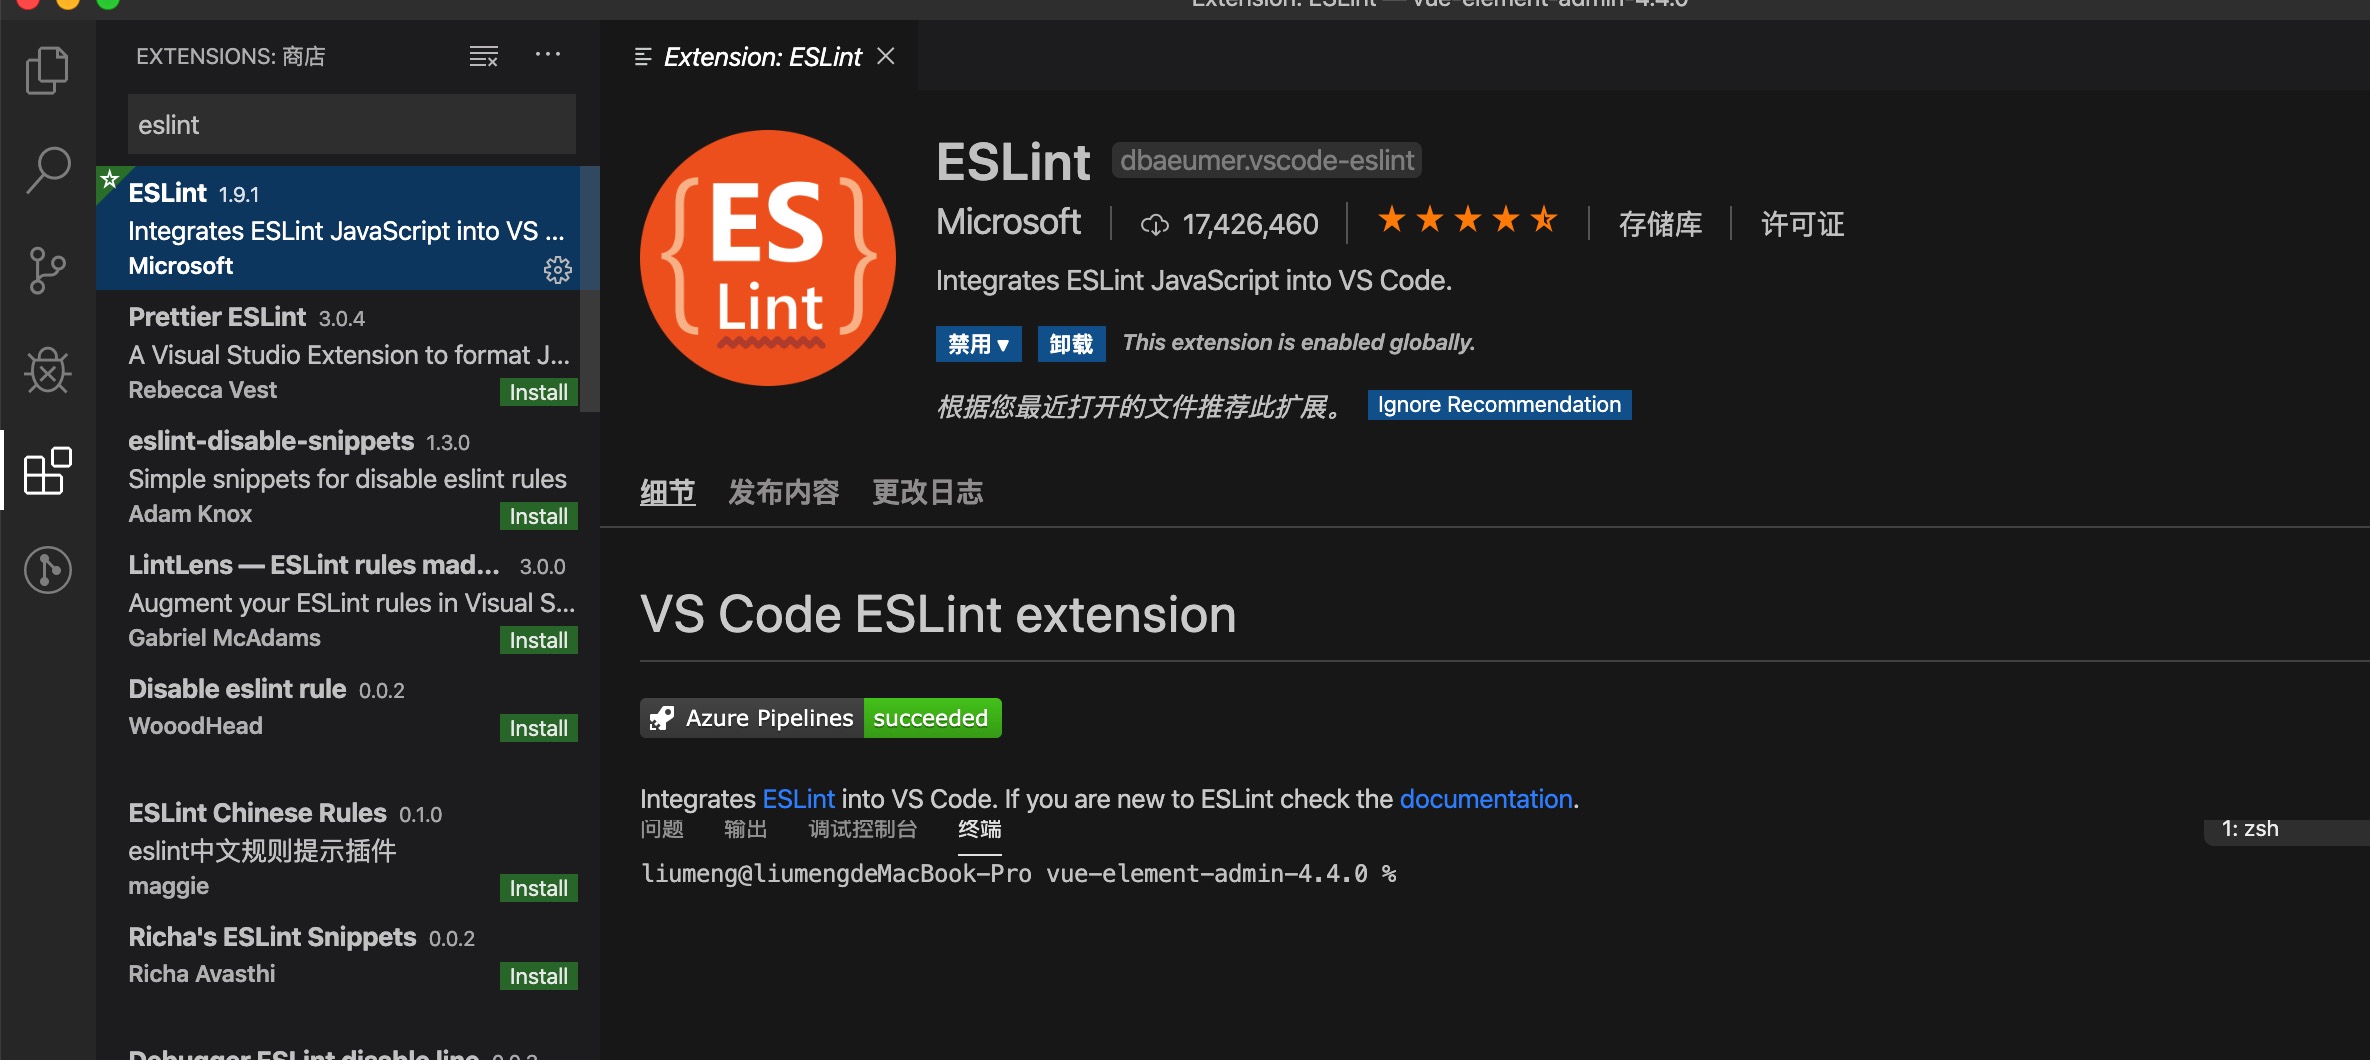 Extension: ESLint — vue-element-admin-4.4.0
EXTENSIONS: 商店
eslint
ESLint 1.9.1
Integrates ESLint JavaScript into VS ...
Microsoft
Prettier ESLint 3.0.4
A Visual Studio Extension to format J...
Rebecca Vest
Install
eslint-disable-snippets 1.3.0
Simple snippets for disable eslint rules
Adam Knox
Install
LintLens — ESLint rules mad... 3.0.0
Augment your ESLint rules in Visual S...
Gabriel McAdams
Install
Disable eslint rule 0.0.2
WooodHead
Install
ESLint Chinese Rules 0.1.0
eslint中文规则提示插件
maggie
Install
Richa's ESLint Snippets 0.0.2
Richa Avasthi
Install
Debugger ESLint disable line
Extension: ESLint
{ES}
Lint
ESLint dbaeumer.vscode-eslint
Microsoft 17,426,460 存储库 许可证
Integrates ESLint JavaScript into VS Code.
禁用▼ 卸载 This extension is enabled globally.
根据您最近打开的文件推荐此扩展。 Ignore Recommendation
细节 发布内容 更改日志
VS Code ESLint extension
Azure Pipelines succeeded
Integrates ESLint into VS Code. If you are new to ESLint check the documentation.
问题 输出 调试控制台 终端 1: zsh
liumeng@liumengdeMacBook-Pro vue-element-admin-4.4.0 %